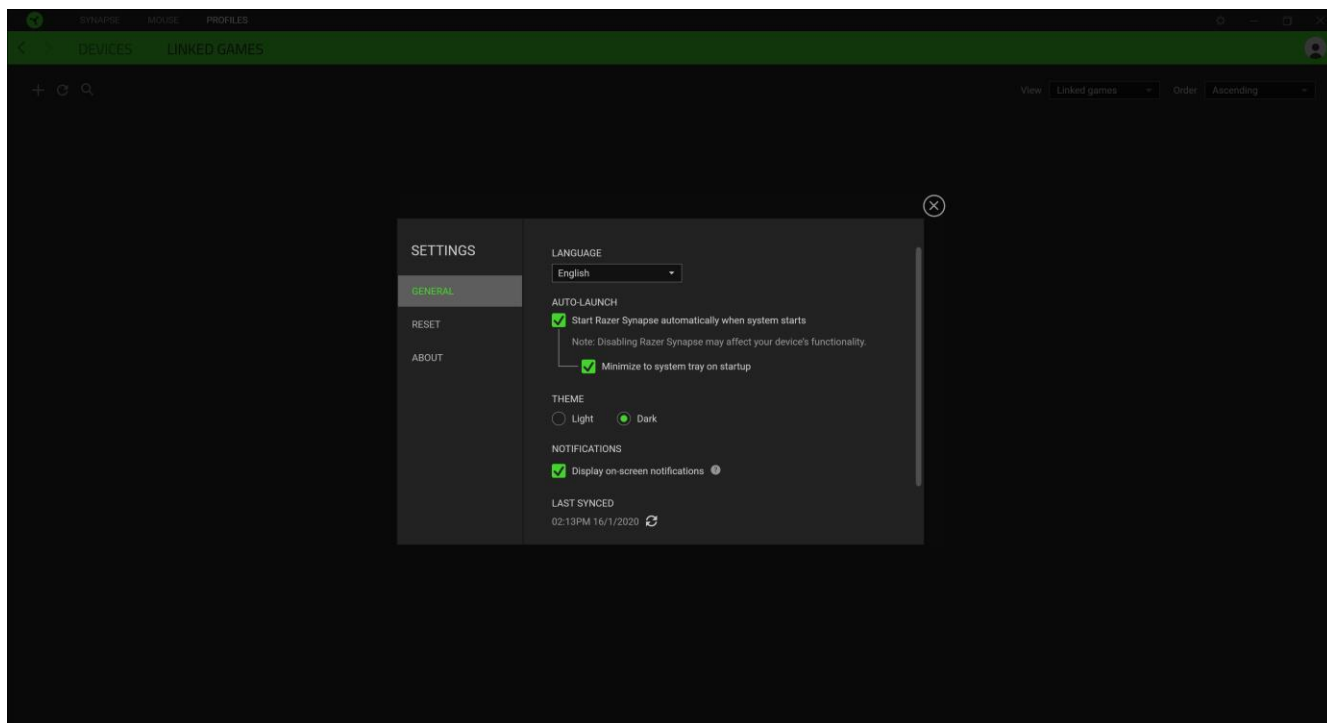 SYNAPSE MOUSE PROFILES
DEVICES LINKED GAMES
View Linked games Order Ascending
SETTINGS
GENERAL
RESET
ABOUT
LANGUAGE
English
AUTO-LAUNCH
Start Razer Synapse automatically when system starts
Note: Disabling Razer Synapse may affect your device's functionality.
Minimize to system tray on startup
THEME
Light Dark
NOTIFICATIONS
Display on-screen notifications
LAST SYNCED
02:13PM 16/1/2020